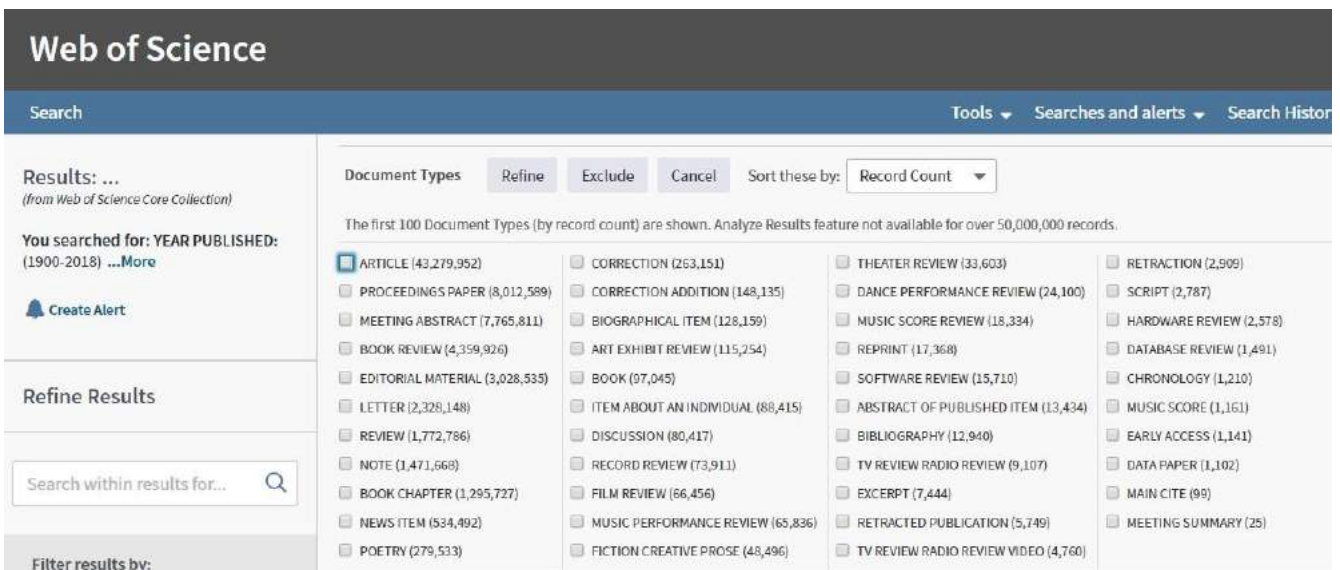 Web of Science
Search
Tools
Searches and alerts
Search Histor
Results: ...
(from Web of Science Core Collection)
You searched for: YEAR PUBLISHED:
(1900-2018) ...More
Create Alert
Refine Results
Search within results for...
Filter results by:
Document Types Refine Exclude Cancel Sort these by: Record Count
The first 100 Document Types (by record count) are shown. Analyze Results feature not available for over 50,000,000 records.
ARTICLE (43,279,952)
PROCEEDINGS PAPER (8,012,589)
MEETING ABSTRACT (7,765,811)
BOOK REVIEW (4,359,926)
EDITORIAL MATERIAL (3,028,535)
LETTER (2,328,148)
REVIEW (1,772,786)
NOTE (1,471,668)
BOOK CHAPTER (1,295,727)
NEWS ITEM (534,492)
POETRY (279,533)
CORRECTION (263,151)
CORRECTION ADDITION (148,135)
BIOGRAPHICAL ITEM (128,159)
ART EXHIBIT REVIEW (115,254)
BOOK (97,045)
ITEM ABOUT AN INDIVIDUAL (88,415)
DISCUSSION (80,417)
RECORD REVIEW (73,911)
FILM REVIEW (66,456)
MUSIC PERFORMANCE REVIEW (65,836)
FICTION CREATIVE PROSE (48,496)
THEATER REVIEW (33,603)
DANCE PERFORMANCE REVIEW (24,100)
MUSIC SCORE REVIEW (18,334)
REPRINT (17,368)
SOFTWARE REVIEW (15,710)
ABSTRACT OF PUBLISHED ITEM (13,434)
BIBLIOGRAPHY (12,940)
TV REVIEW RADIO REVIEW (9,107)
EXCERPT (7,444)
RETRACTED PUBLICATION (5,749)
TV REVIEW RADIO REVIEW VIDEO (4,760)
RETRACTION (2,909)
SCRIPT (2,787)
HARDWARE REVIEW (2,578)
DATABASE REVIEW (1,491)
CHRONOLOGY (1,210)
MUSIC SCORE (1,161)
EARLY ACCESS (1,141)
DATA PAPER (1,102)
MAIN CITE (99)
MEETING SUMMARY (25)